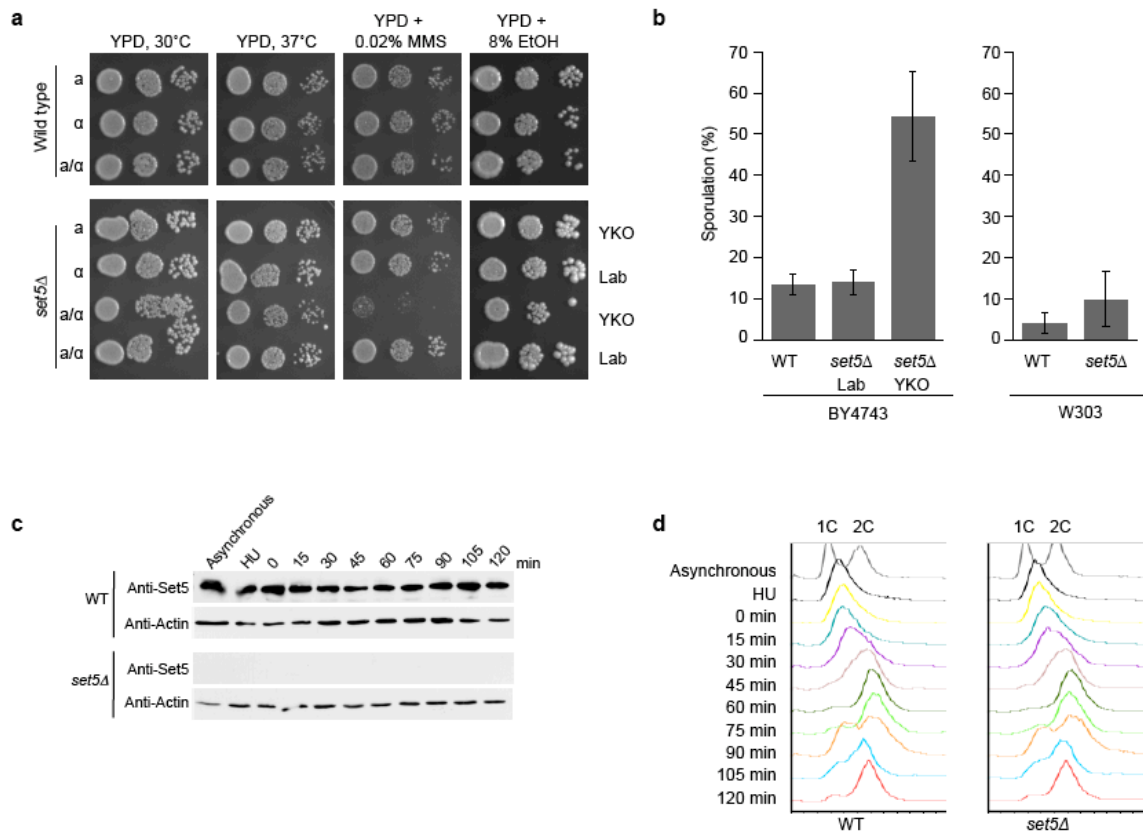 a
YPD, 30°C
YPD, 37°C
YPD +
0.02% MMS
YPD +
8% EtOH
Wild type
a
α
a/α
set5Δ
a
YKO
α
Lab
a/α
YKO
a/α
Lab
b
Sporulation (%)
70
60
50
40
30
20
10
0
WT
set5Δ
Lab
set5Δ
YKO
BY4743
70
60
50
40
30
20
10
0
WT
set5Δ
W303
c
Asynchronous
HU
0
15
30
45
60
75
90
105
120
min
WT
Anti-Set5
Anti-Actin
set5Δ
Anti-Set5
Anti-Actin
d
1C
2C
1C
2C
Asynchronous
HU
0 min
15 min
30 min
45 min
60 min
75 min
90 min
105 min
120 min
WT
set5Δ